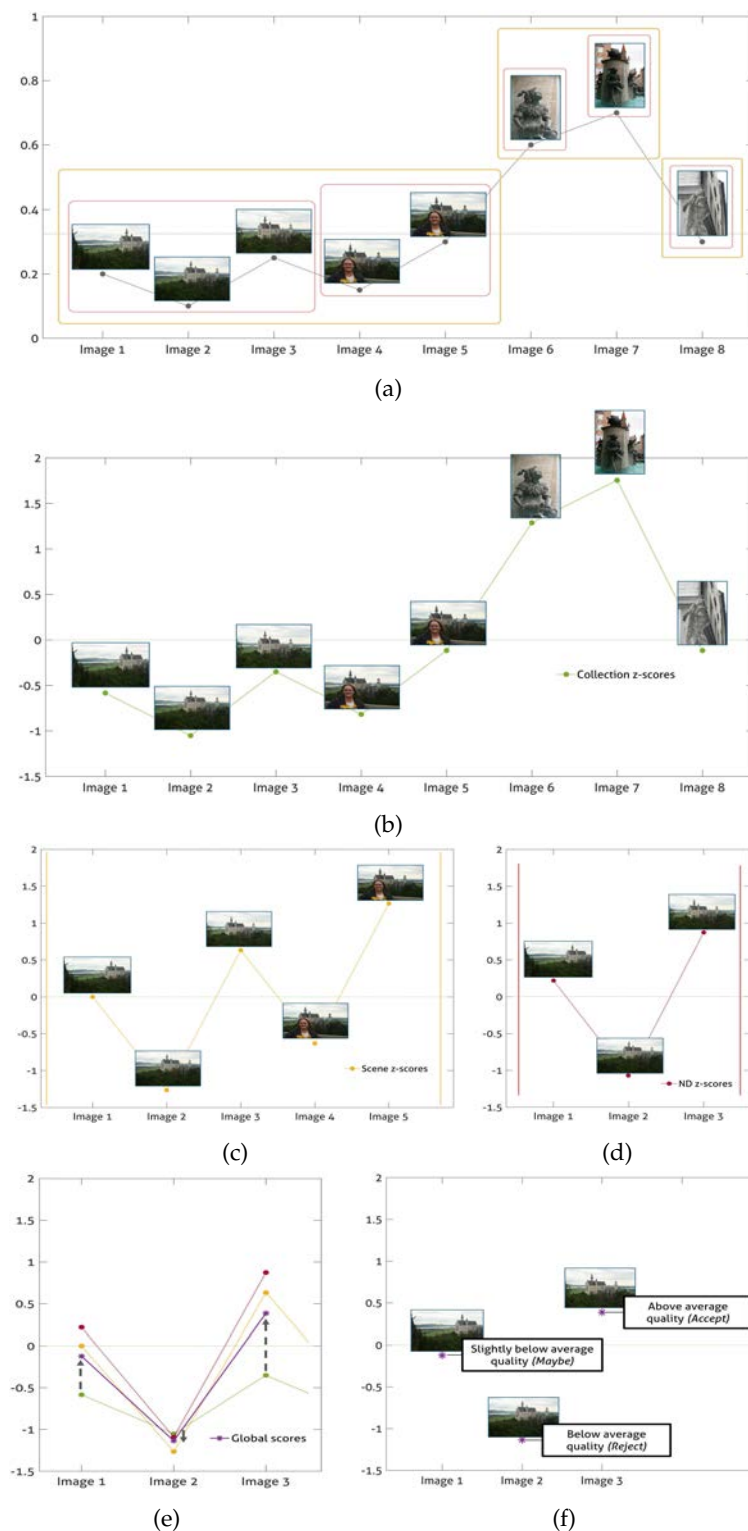 1
0.8
0.6
0.4
0.2
0
Image 1 Image 2 Image 3 Image 4 Image 5 Image 6 Image 7 Image 8
(a)
2
1.5
1
0.5
0
-0.5
-1
-1.5
Collection z-scores
Image 1 Image 2 Image 3 Image 4 Image 5 Image 6 Image 7 Image 8
(b)
2
1.5
1
0.5
0
-0.5
-1
-1.5
Scene z-scores
Image 1 Image 2 Image 3 Image 4 Image 5
(c)
2
1.5
1
0.5
0
-0.5
-1
-1.5
ND z-scores
Image 1 Image 2 Image 3
(d)
2
1.5
1
0.5
0
-0.5
-1
-1.5
Global scores
Image 1 Image 2 Image 3
(e)
2
1.5
1
0.5
0
-0.5
-1
-1.5
Above average
quality (Accept)
Slightly below average
quality (Maybe)
Below average
quality (Reject)
Image 1 Image 2 Image 3
(f)